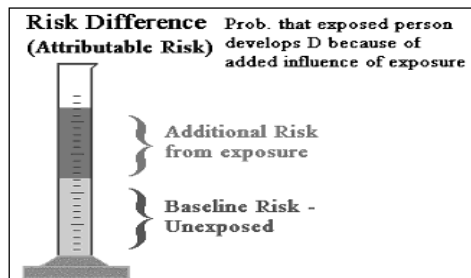 Risk Difference
(Attributable Risk)
Prob. that exposed person
develops D because of
added influence of exposure
Additional Risk
from exposure
Baseline Risk -
Unexposed